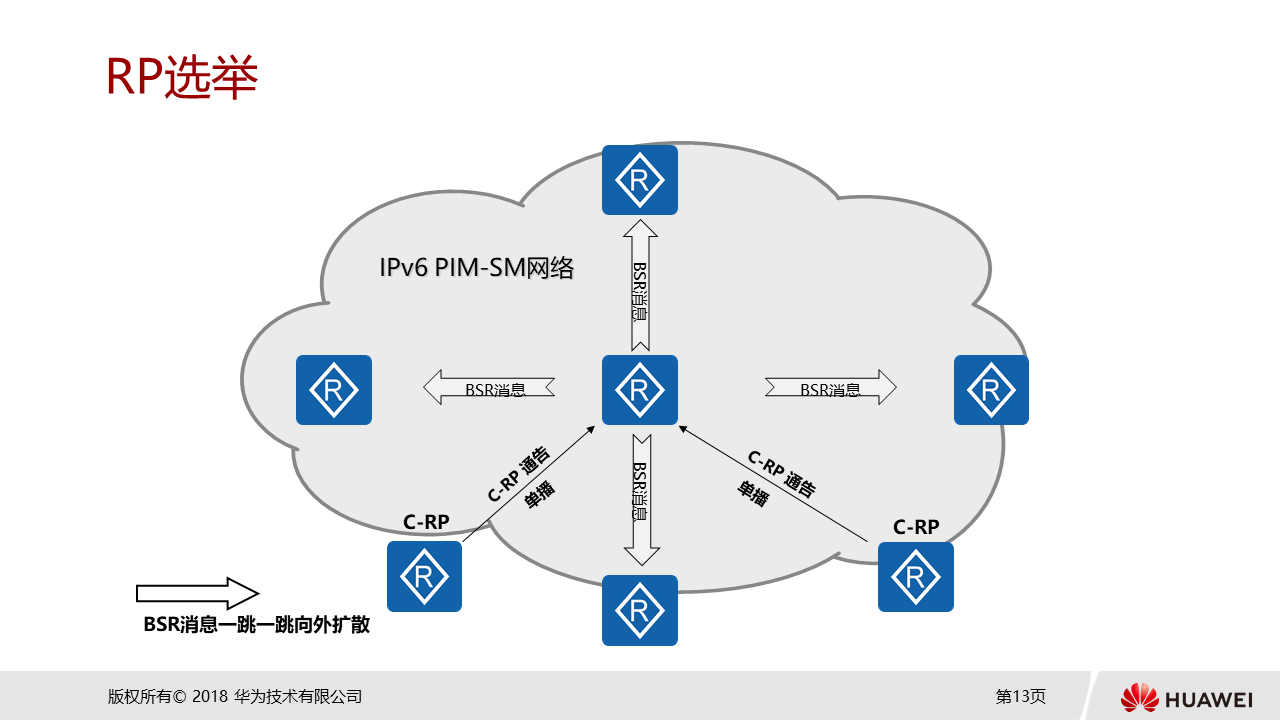 RP选举
R
IPv6 PIM-SM网络
BSR消息
R
BSR消息
R
BSR消息
R
C-RP 通告
单播
BSR消息
C-RP 通告
单播
C-RP
C-RP
R
R
R
BSR消息一跳一跳向外扩散
版权所有© 2018 华为技术有限公司
第13页
HUAWEI